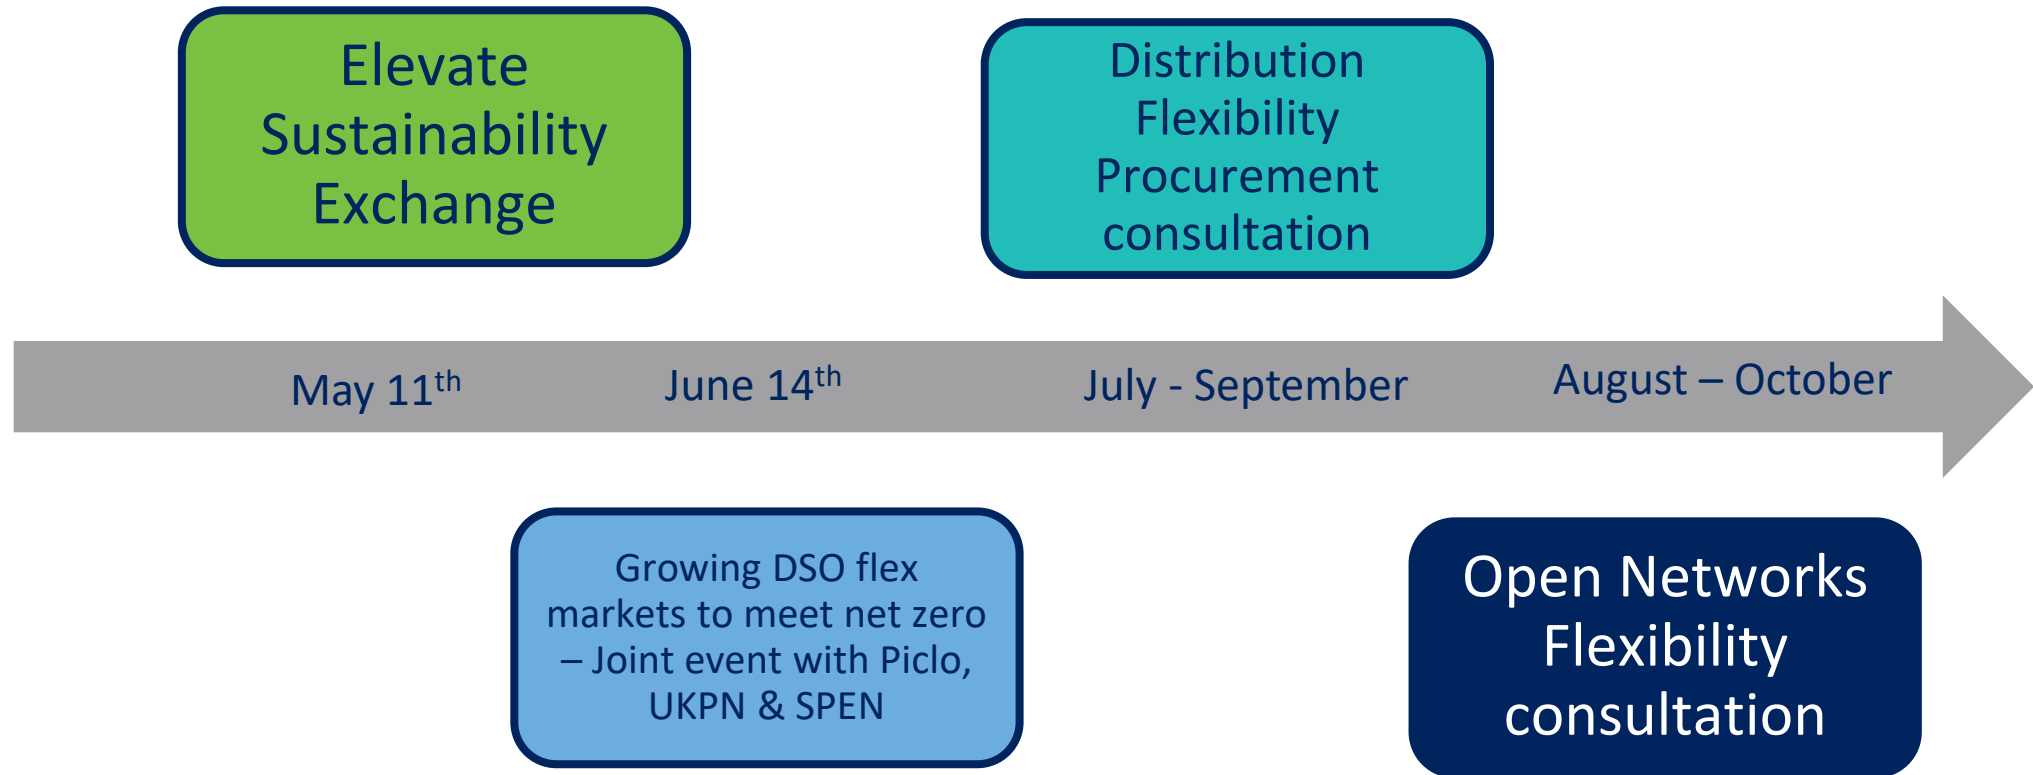 Elevate
Sustainability
Exchange
Distribution
Flexibility
Procurement
consultation
May 11th
June 14th
July - September
August – October
Growing DSO flex
markets to meet net zero
– Joint event with Piclo,
UKPN & SPEN
Open Networks
Flexibility
consultation